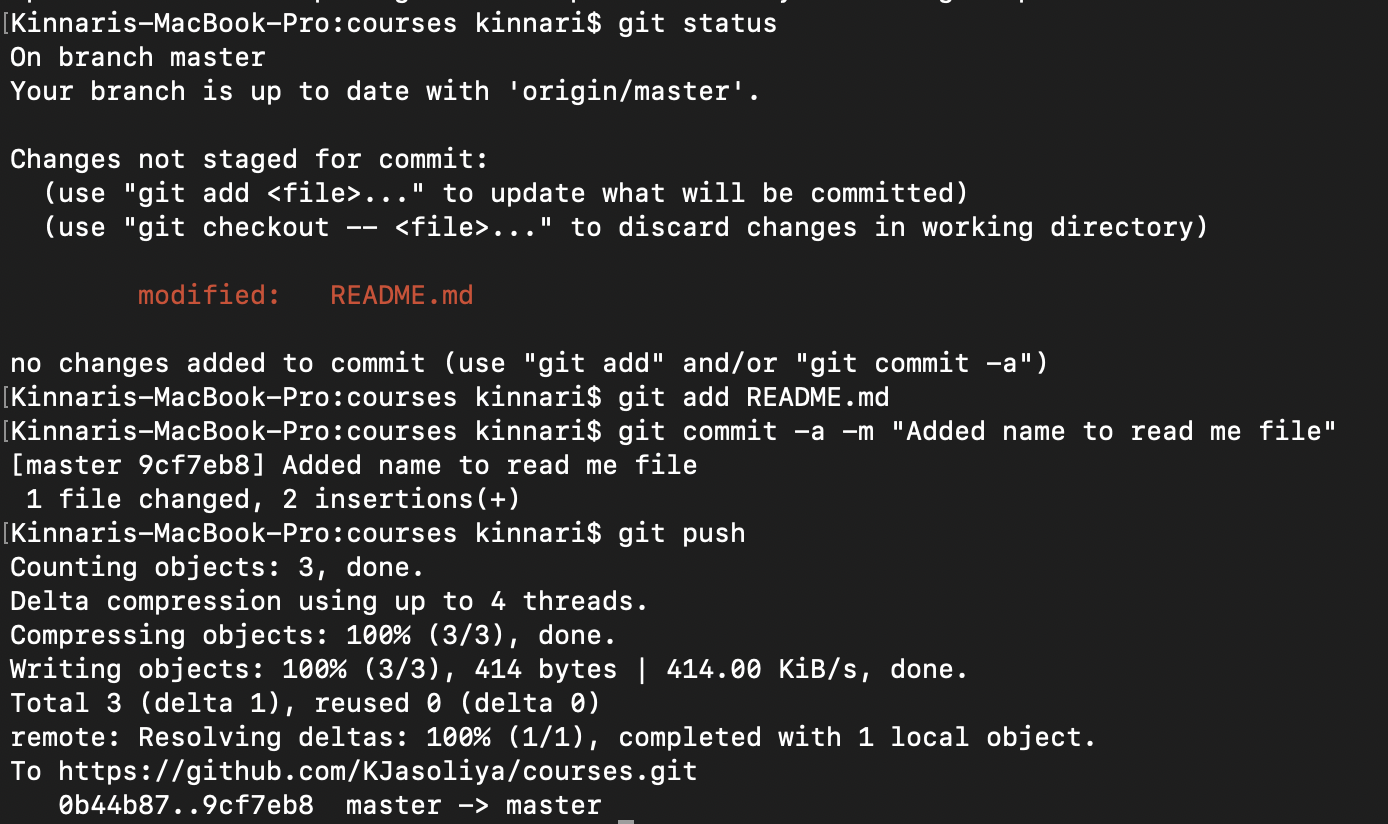 [Kinnaris-MacBook-Pro:courses kinnari$ git status
On branch master
Your branch is up to date with 'origin/master'.
Changes not staged for commit:
(use "git add <file>..." to update what will be committed)
(use "git checkout -- <file>..." to discard changes in working directory)
modified:   README.md
no changes added to commit (use "git add" and/or "git commit -a")
[Kinnaris-MacBook-Pro:courses kinnari$ git add README.md
[Kinnaris-MacBook-Pro:courses kinnari$ git commit -a -m "Added name to read me file"
[master 9cf7eb8] Added name to read me file
1 file changed, 2 insertions(+)
[Kinnaris-MacBook-Pro:courses kinnari$ git push
Counting objects: 3, done.
Delta compression using up to 4 threads.
Compressing objects: 100% (3/3), done.
Writing objects: 100% (3/3), 414 bytes | 414.00 KiB/s, done.
Total 3 (delta 1), reused 0 (delta 0)
remote: Resolving deltas: 100% (1/1), completed with 1 local object.
To https://github.com/KJasoliya/courses.git
0b44b87..9cf7eb8  master -> master